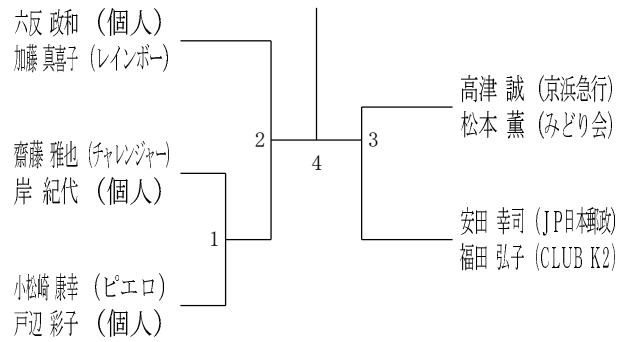 六反 政和 (個人)
加藤 真喜子 (レインボー)
齋藤 雅也 (チャレンジャー)
岸 紀代 (個人)
小松崎 康幸 (ピエロ)
戸辺 彩子 (個人)
1
2
4
3
高津 誠 (京浜急行)
松本 薫 (みどり会)
安田 幸司 (JP日本郵政)
福田 弘子 (CLUB K2)